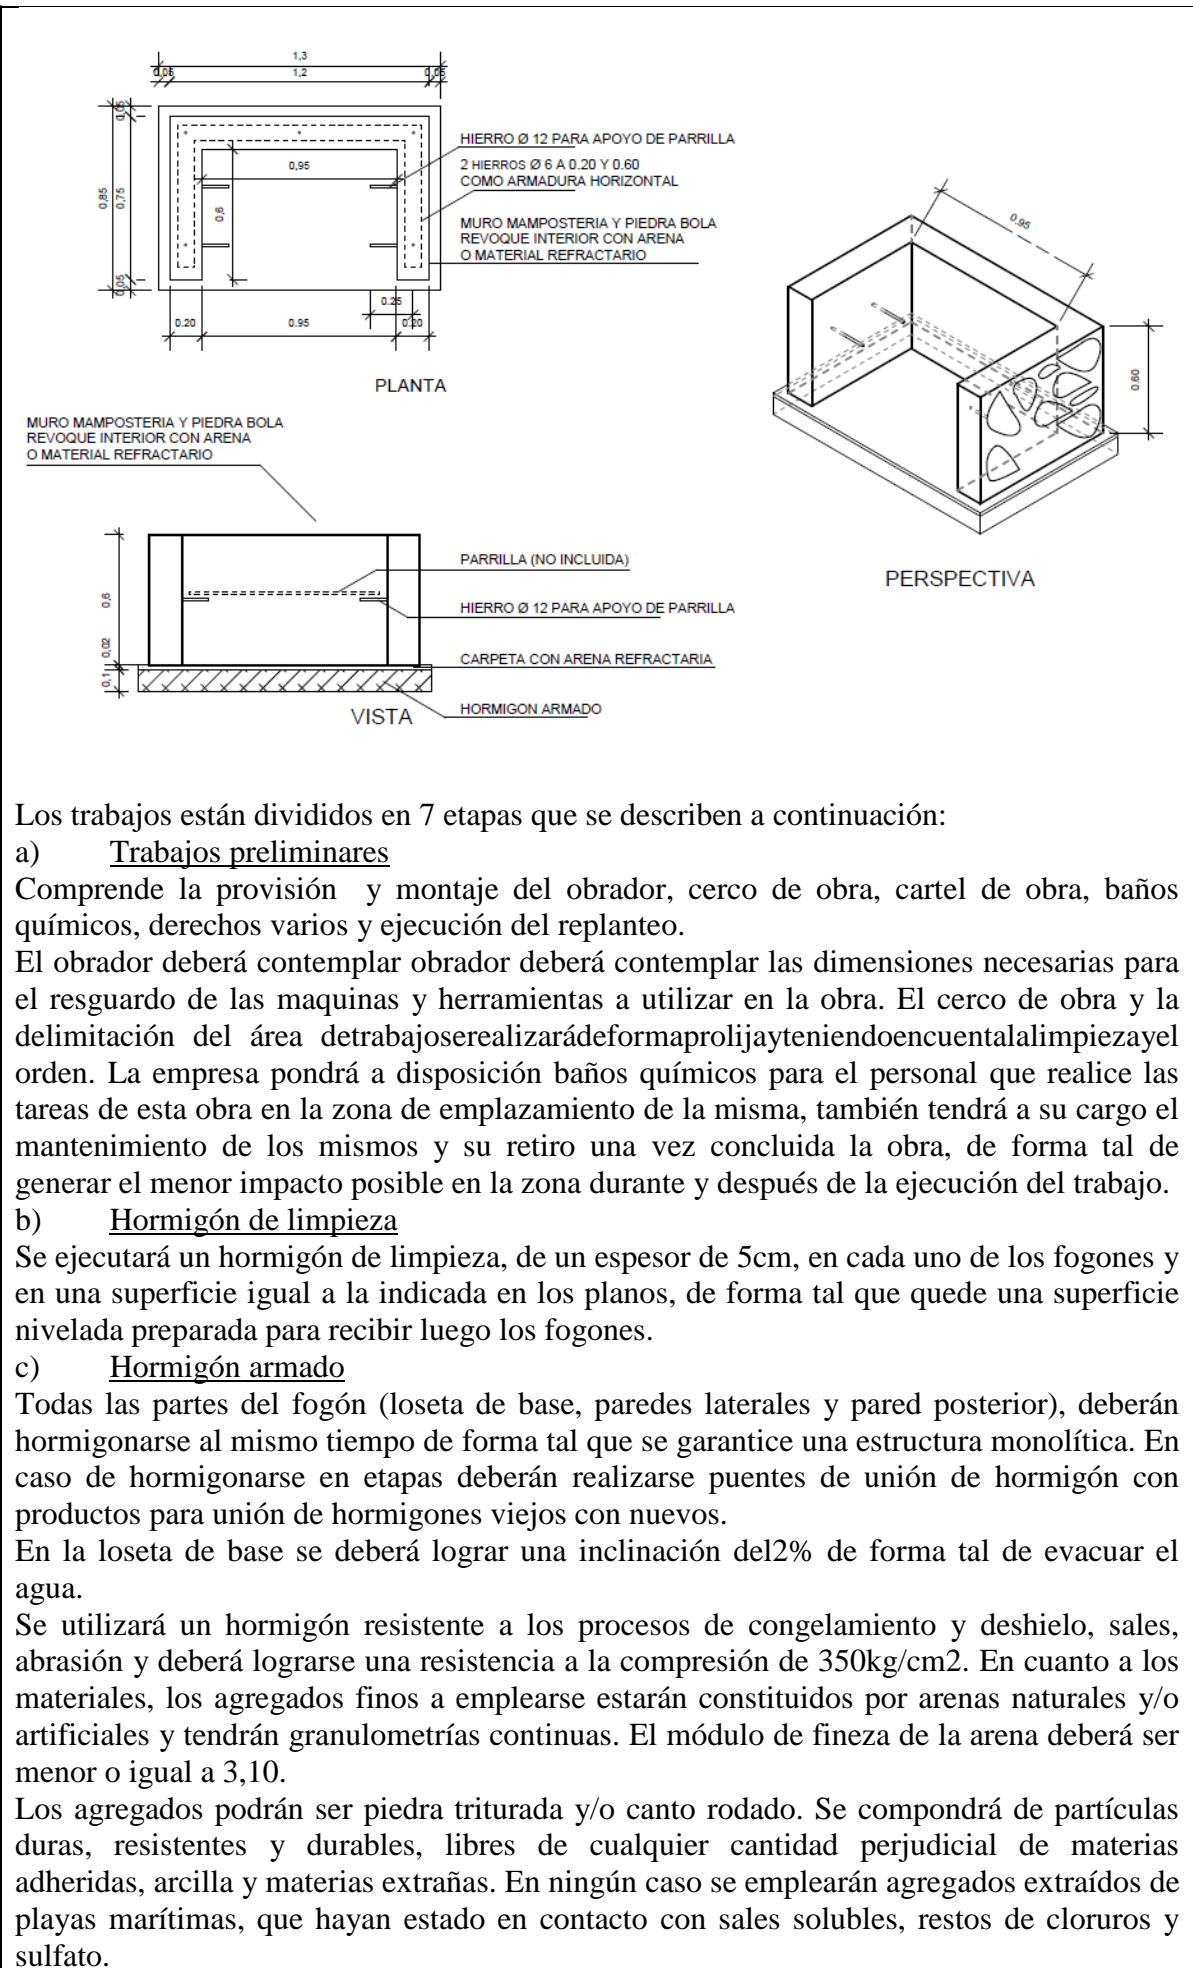 1,3
0,05
1,2
0,05
0,05
0,85
0,75
0,05
0,95
0,6
0.25
0.20
0.95
0.20
HIERRO Ø 12 PARA APOYO DE PARRILLA
2 HIERROS Ø 6 A 0.20 Y 0.60
COMO ARMADURA HORIZONTAL
MURO MAMPOSTERIA Y PIEDRA BOLA
REVOQUE INTERIOR CON ARENA
O MATERIAL REFRACTARIO
PLANTA
0.95
0.60
PERSPECTIVA
MURO MAMPOSTERIA Y PIEDRA BOLA
REVOQUE INTERIOR CON ARENA
O MATERIAL REFRACTARIO
0,6
0,02
0,1
PARRILLA (NO INCLUIDA)
HIERRO Ø 12 PARA APOYO DE PARRILLA
CARPETA CON ARENA REFRACTARIA
HORMIGON ARMADO
VISTA
Los trabajos están divididos en 7 etapas que se describen a continuación:
a) Trabajos preliminares
Comprende la provisión y montaje del obrador, cerco de obra, cartel de obra, baños
químicos, derechos varios y ejecución del replanteo.
El obrador deberá contemplar obrador deberá contemplar las dimensiones necesarias para
el resguardo de las maquinas y herramientas a utilizar en la obra. El cerco de obra y la
delimitación del área detrabajoserealizarádeformaprolijayteniendoencuentalalimpiezayel
orden. La empresa pondrá a disposición baños químicos para el personal que realice las
tareas de esta obra en la zona de emplazamiento de la misma, también tendrá a su cargo el
mantenimiento de los mismos y su retiro una vez concluida la obra, de forma tal de
generar el menor impacto posible en la zona durante y después de la ejecución del trabajo.
b) Hormigón de limpieza
Se ejecutará un hormigón de limpieza, de un espesor de 5cm, en cada uno de los fogones y
en una superficie igual a la indicada en los planos, de forma tal que quede una superficie
nivelada preparada para recibir luego los fogones.
c) Hormigón armado
Todas las partes del fogón (loseta de base, paredes laterales y pared posterior), deberán
hormigonarse al mismo tiempo de forma tal que se garantice una estructura monolítica. En
caso de hormigonarse en etapas deberán realizarse puentes de unión de hormigón con
productos para unión de hormigones viejos con nuevos.
En la loseta de base se deberá lograr una inclinación del2% de forma tal de evacuar el
agua.
Se utilizará un hormigón resistente a los procesos de congelamiento y deshielo, sales,
abrasión y deberá lograrse una resistencia a la compresión de 350kg/cm2. En cuanto a los
materiales, los agregados finos a emplearse estarán constituidos por arenas naturales y/o
artificiales y tendrán granulometrías continuas. El módulo de fineza de la arena deberá ser
menor o igual a 3,10.
Los agregados podrán ser piedra triturada y/o canto rodado. Se compondrá de partículas
duras, resistentes y durables, libres de cualquier cantidad perjudicial de materias
adheridas, arcilla y materias extrañas. En ningún caso se emplearán agregados extraídos de
playas marítimas, que hayan estado en contacto con sales solubles, restos de cloruros y
sulfato.